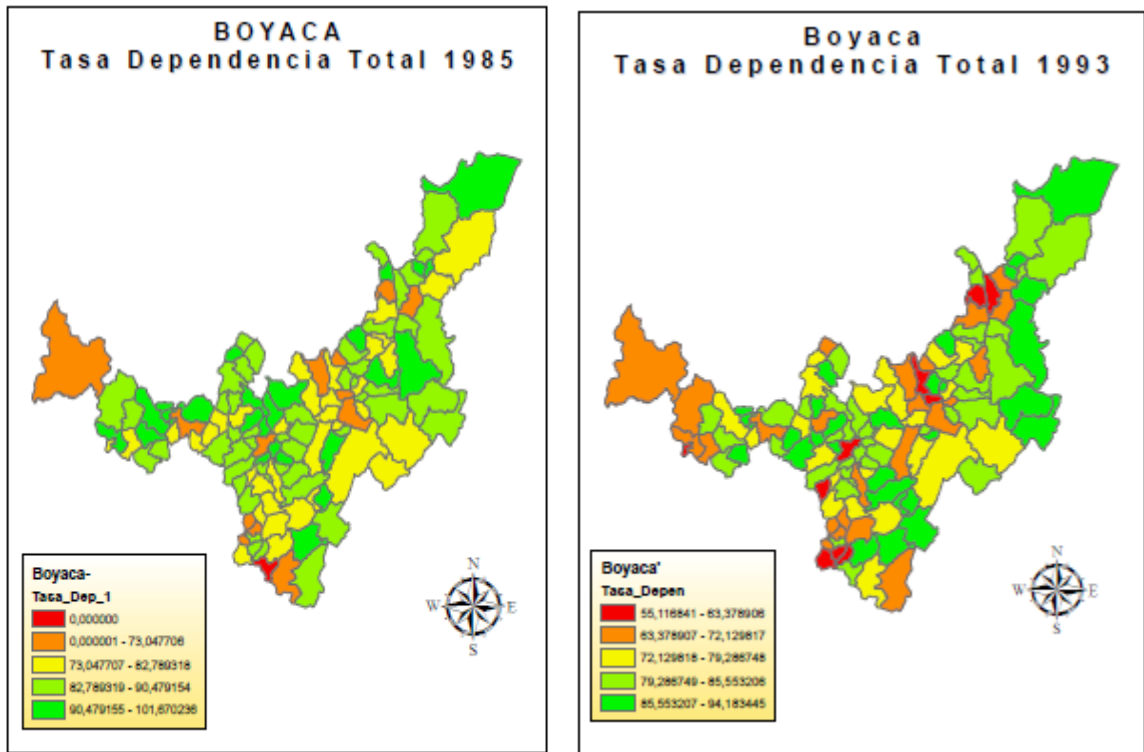 BOYACA
Tasa Dependencia Total 1985
N
W E
S
Boyaca-
Tasa_Dep_1
0,000000
0,000001 - 73,047706
73,047707 - 82,789318
82,789319 - 90,479154
90,479155 - 101,670236
Boyaca
Tasa Dependencia Total 1993
N
W E
S
Boyaca'
Tasa_Depen
55,116841 - 63,378906
63,378907 - 72,129817
72,129818 - 79,286748
79,286749 - 85,553206
85,553207 - 94,183445